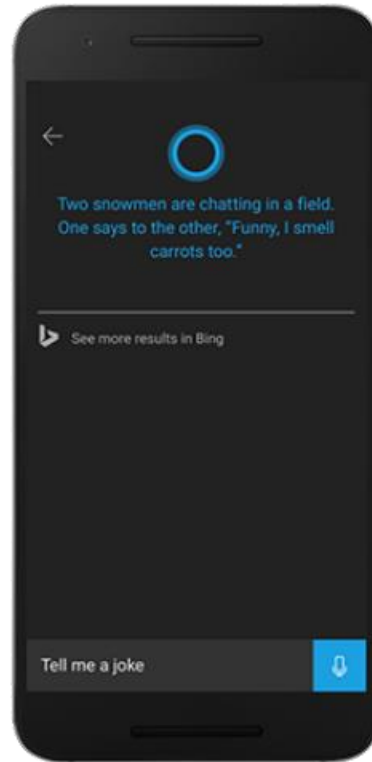 Two snowmen are chatting in a field.
One says to the other, “Funny, I smell
carrots too.”
See more results in Bing
Tell me a joke